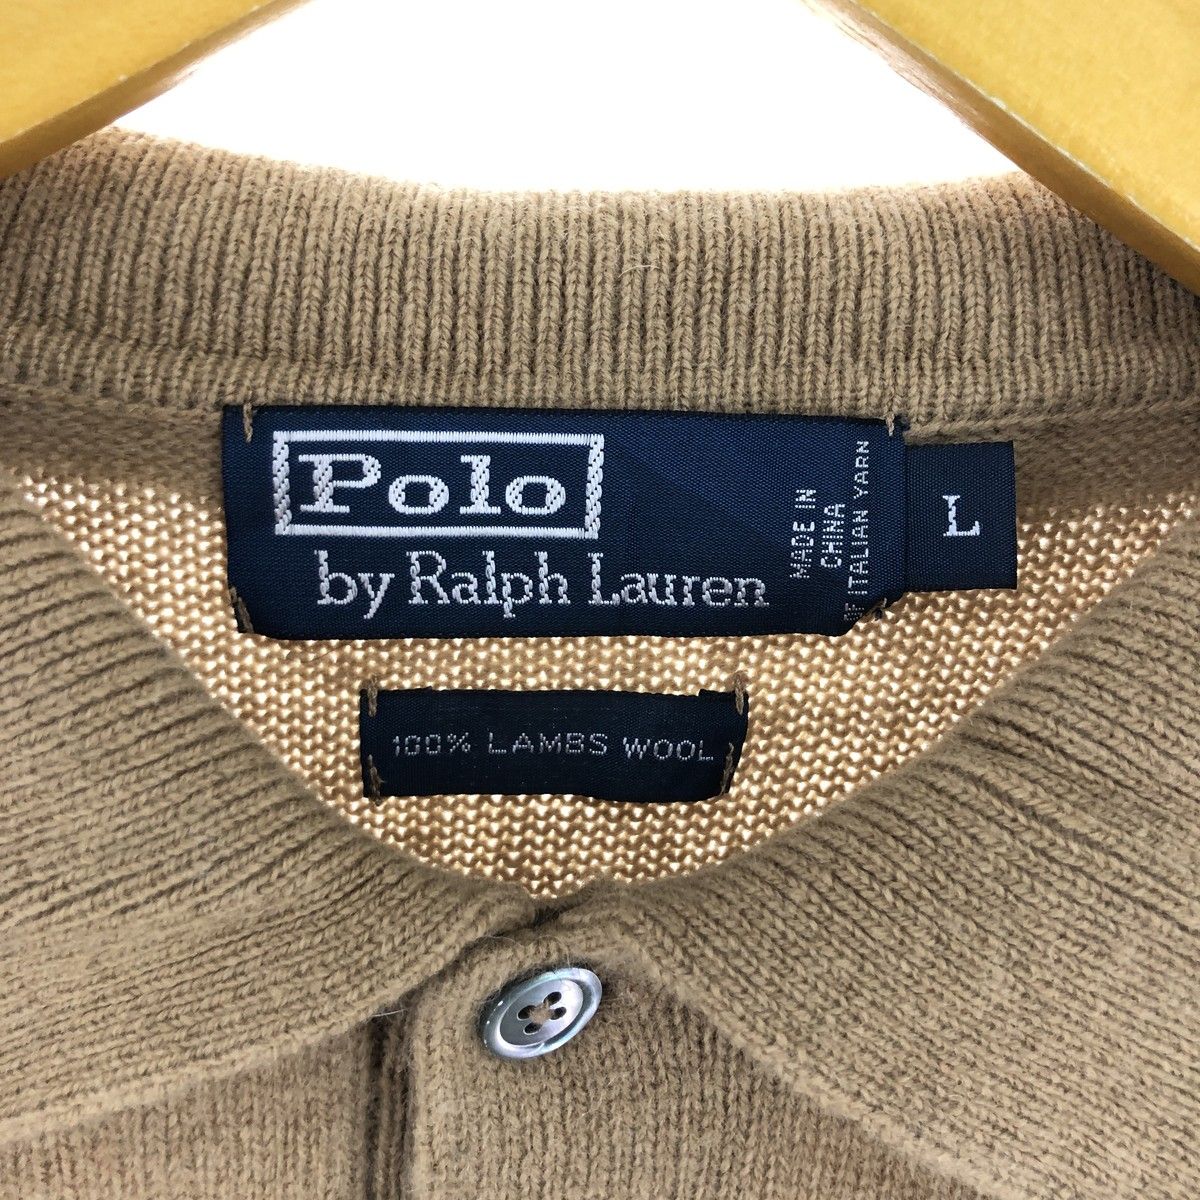 Polo
by Ralph Lauren
MADE IN
CHINA
OF ITALIAN YARN
L
100% LAMBS WOOL